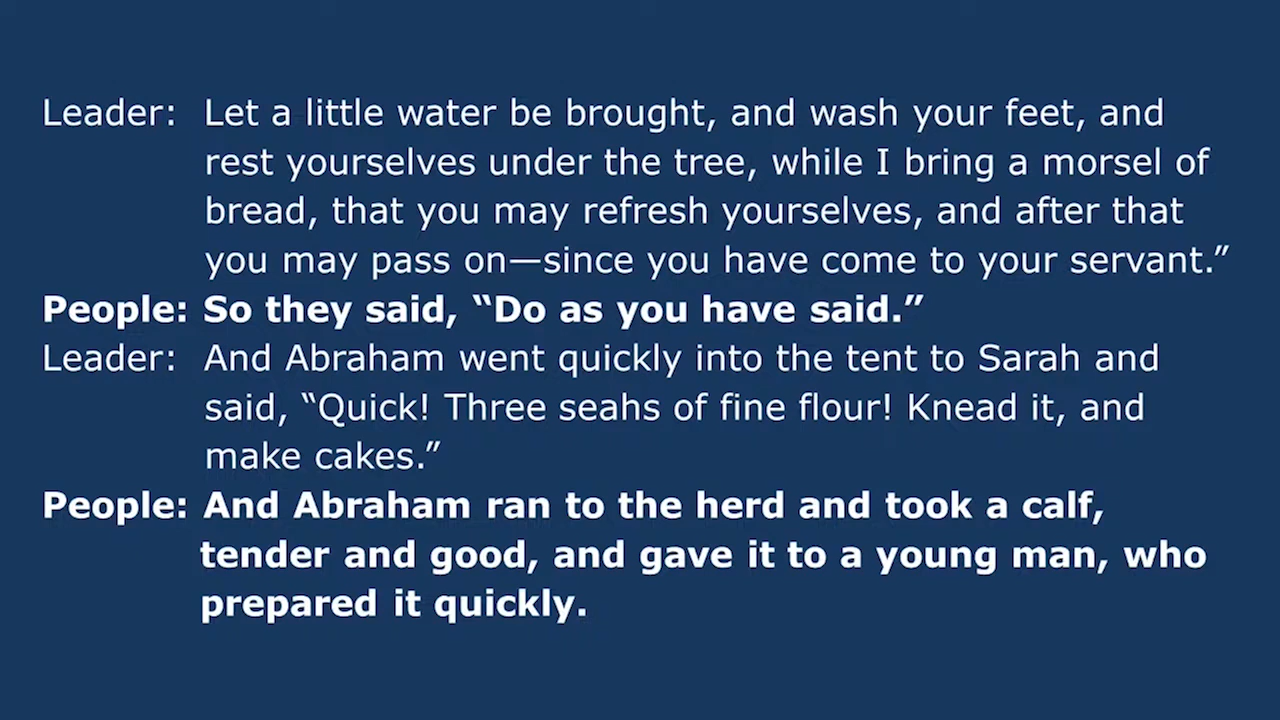 Leader: Let a little water be brought, and wash your feet, and
rest yourselves under the tree, while I bring a morsel of
bread, that you may refresh yourselves, and after that
you may pass on—since you have come to your servant.”
People: So they said, “Do as you have said.”
Leader: And Abraham went quickly into the tent to Sarah and
said, “Quick! Three seahs of fine flour! Knead it, and
make cakes.”
People: And Abraham ran to the herd and took a calf,
tender and good, and gave it to a young man, who
prepared it quickly.